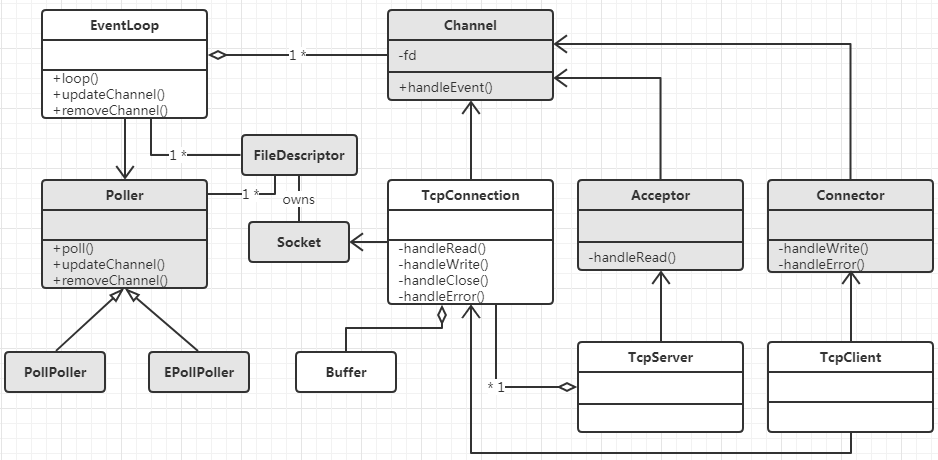 EventLoop
+loop()
+updateChannel()
+removeChannel()
1 *
Channel
-fd
+handleEvent()
1 *
FileDescriptor
1 *
owns
Poller
+poll()
+updateChannel()
+removeChannel()
Socket
TcpConnection
-handleRead()
-handleWrite()
-handleClose()
-handleError()
Acceptor
-handleRead()
Connector
-handleWrite()
-handleError()
PollPoller
EPollPoller
Buffer
* 1
TcpServer
TcpClient